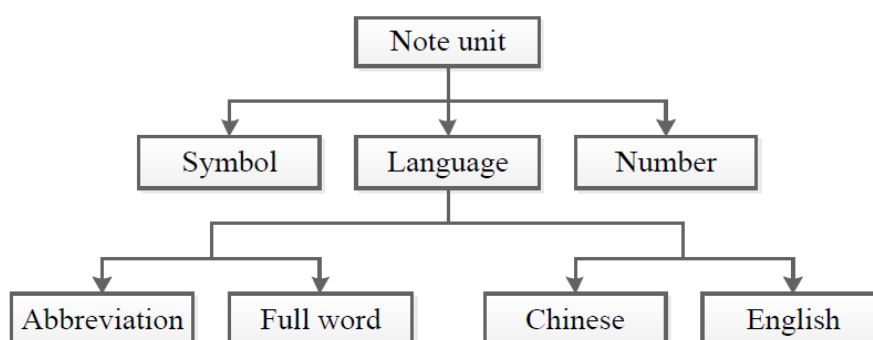 Note unit
Symbol
Language
Number
Abbreviation
Full word
Chinese
English